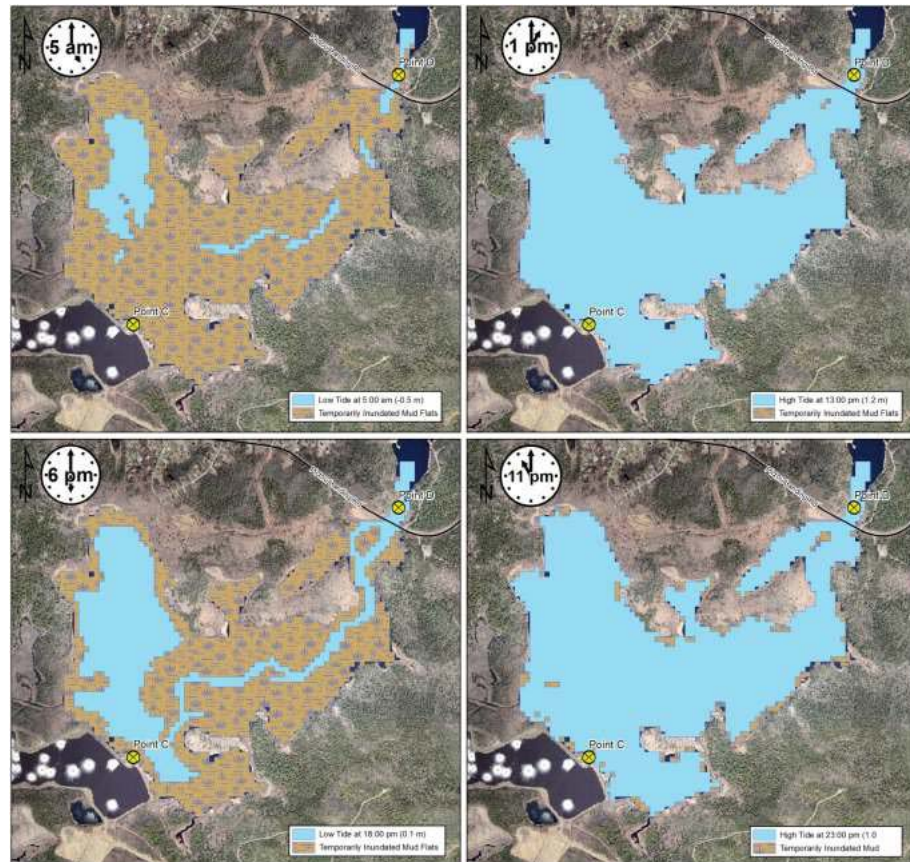 5 am
N
Point D
Point C
Low Tide at 5:00 am (-0.5 m)
Temporarily Inundated Mud Flats
1 pm
N
Point D
Point C
High Tide at 13:00 pm (1.2 m)
Temporarily Inundated Mud Flats
6 pm
N
Point D
Point C
Low Tide at 18:00 pm (0.1 m)
Temporarily Inundated Mud Flats
11 pm
N
Point D
Point C
High Tide at 23:00 pm (1.0
Temporarily Inundated Mud